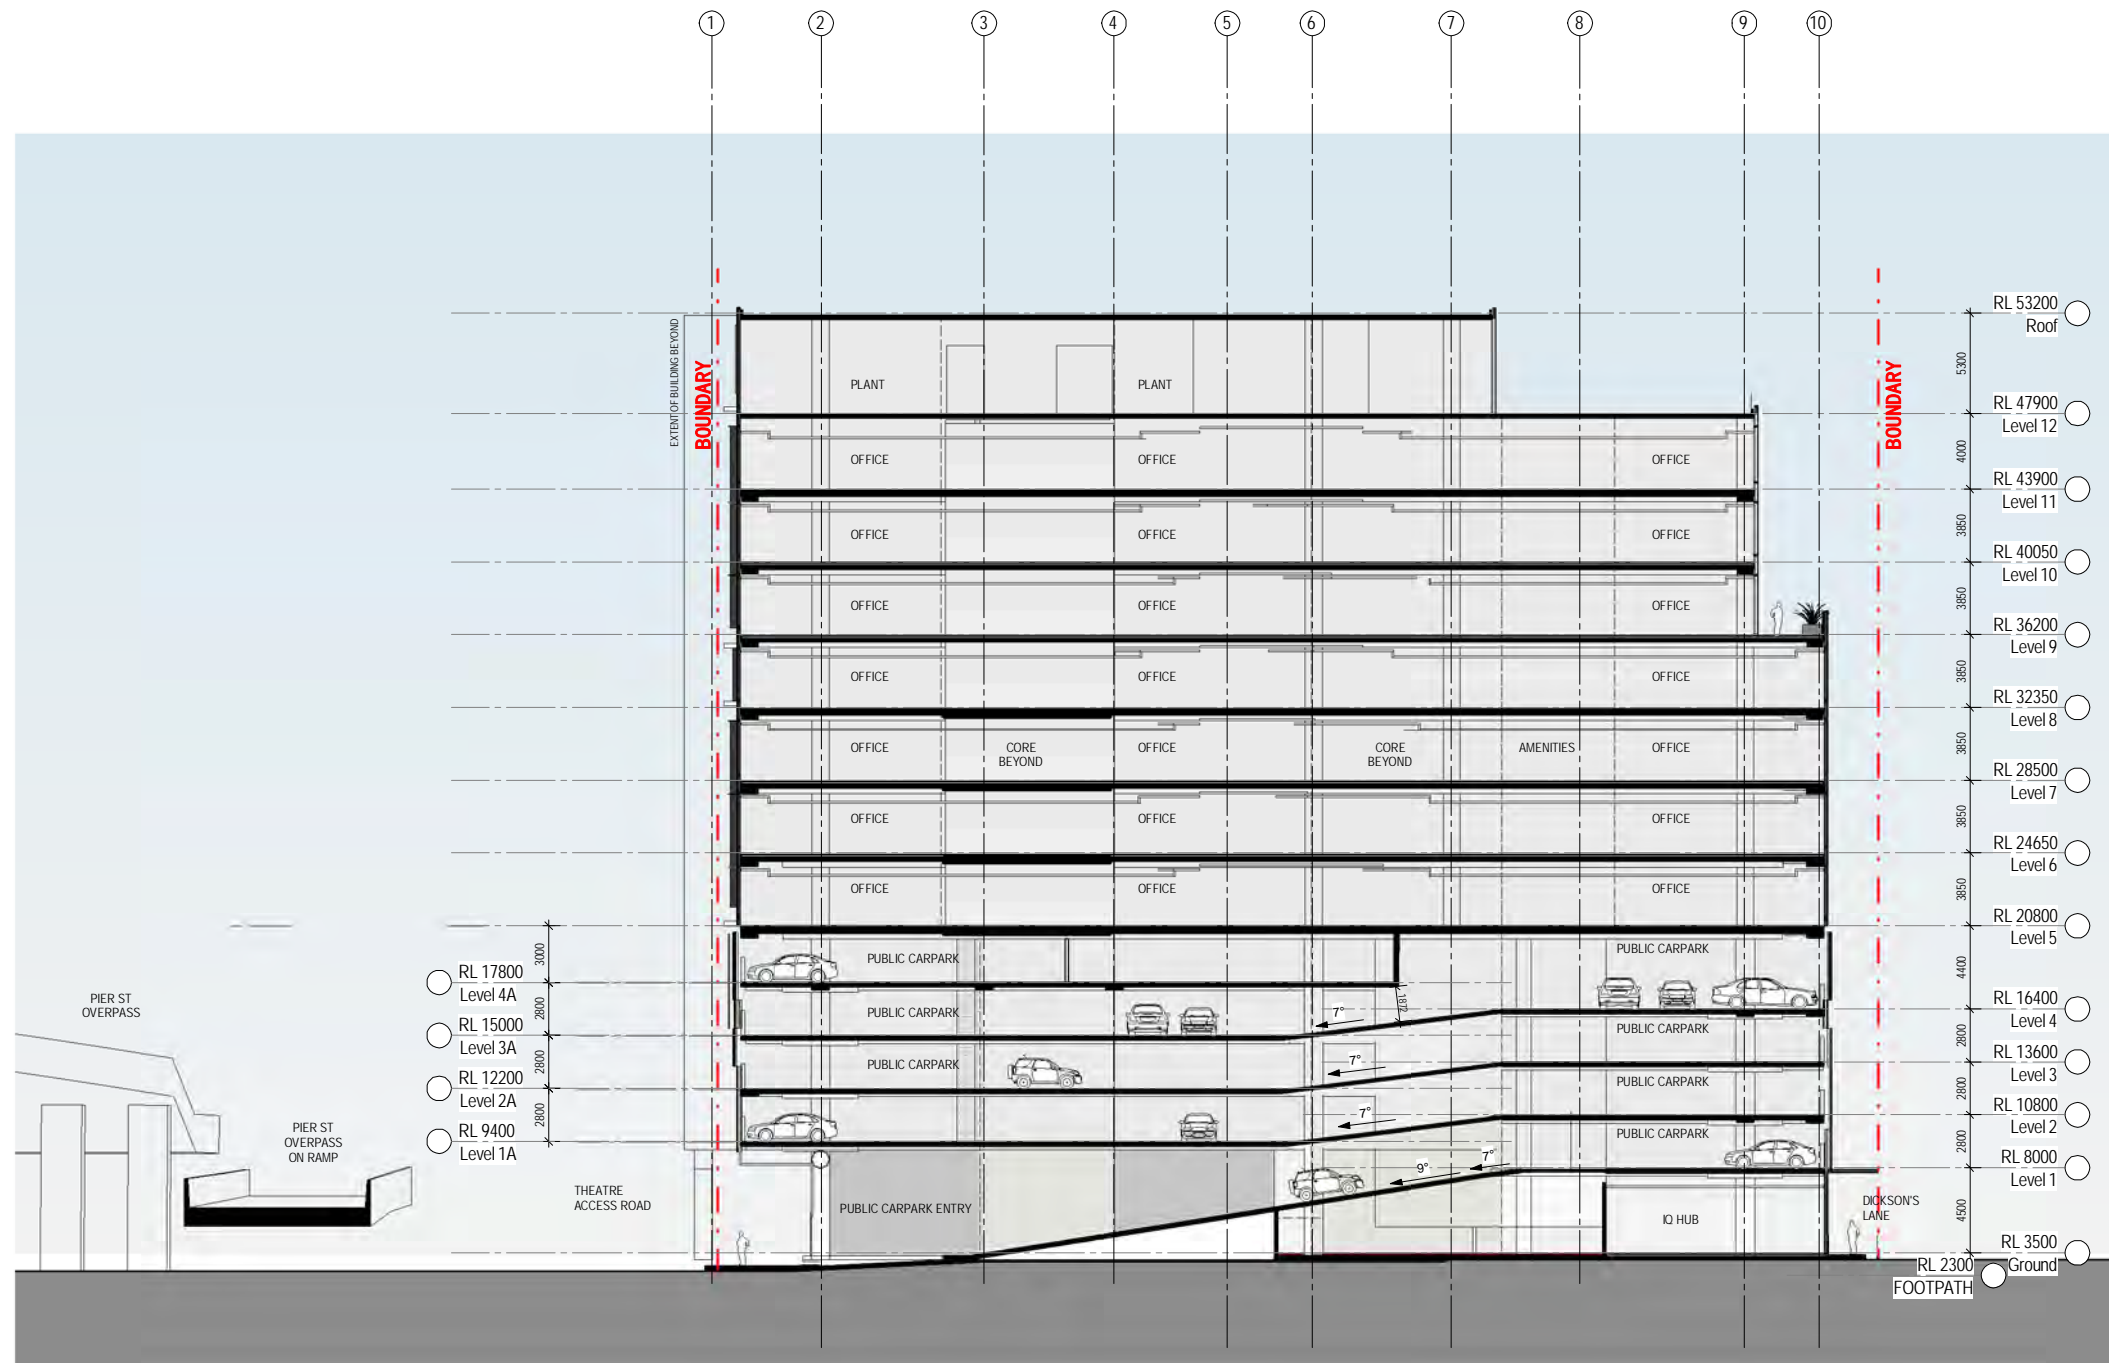 1 2 3 4 5 6 7 8 9 10
RL 53200
Roof
EXTENT OF BUILDING BEYOND
BOUNDARY
BOUNDARY
5300
PLANT PLANT
RL 47900
Level 12
4000
OFFICE OFFICE OFFICE
RL 43900
Level 11
3850
OFFICE OFFICE OFFICE
RL 40050
Level 10
3850
OFFICE OFFICE OFFICE
RL 36200
Level 9
3850
OFFICE OFFICE OFFICE
RL 32350
Level 8
3850
OFFICE CORE OFFICE CORE AMENITIES OFFICE
BEYOND BEYOND
RL 28500
Level 7
3850
OFFICE OFFICE OFFICE
RL 24650
Level 6
3850
OFFICE OFFICE OFFICE
RL 20800
Level 5
3000
4400
PUBLIC CARPARK PUBLIC CARPARK
RL 17800
Level 4A
RL 16400
Level 4
PIER ST
OVERPASS
2800
PUBLIC CARPARK
1872
7°
PUBLIC CARPARK
2800
RL 15000
Level 3A
RL 13600
Level 3
2800
PUBLIC CARPARK
7°
PUBLIC CARPARK
2800
RL 12200
Level 2A
RL 10800
Level 2
2800
7°
PUBLIC CARPARK
2800
PIER ST
OVERPASS
ON RAMP
RL 9400
Level 1A
RL 8000
Level 1
9° 7°
THEATRE
ACCESS ROAD
PUBLIC CARPARK ENTRY
IQ HUB
DICKSON'S
LANE
4500
RL 3500
Ground
RL 2300
FOOTPATH